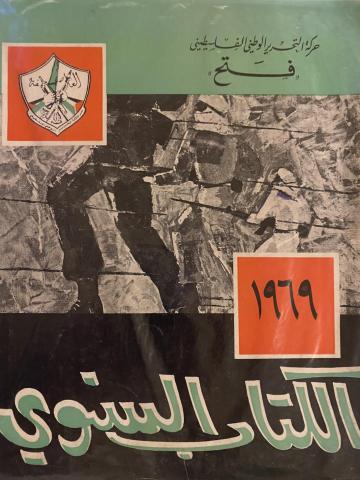 حركة التحرير الوطني الفلسطيني
"فتح"
١٩٦٩
الكتاب السنوي